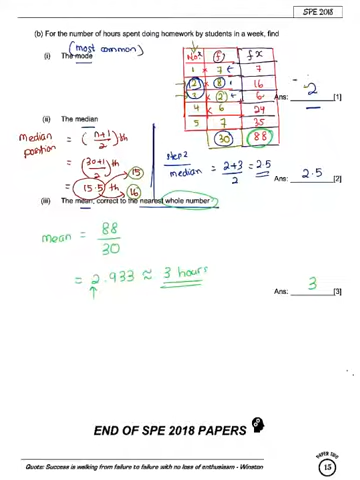 SPE 2018
(b) For the number of hours spent doing homework by students in a week, find
(most common)
(i) The mode
No.s f fx
1 x 7 7
2 x 8 16
3 x 2 6
4 x 6 24
5 7 35
30 88
Ans: 2 [1]
(ii) The median
median position = (n+1/2)th
= (30+1/2)th → 15
= 15.5 th → 16
Step 2
median = 2+3/2 = 2.5
Ans: 2.5 [2]
(iii) The mean, correct to the nearest whole number
mean = 88/30
= 2.933 ≈ 3 hours
Ans: 3 [3]
END OF SPE 2018 PAPERS
PAPER TWO
15
Quote: Success is walking from failure to failure with no loss of enthusiasm - Winston